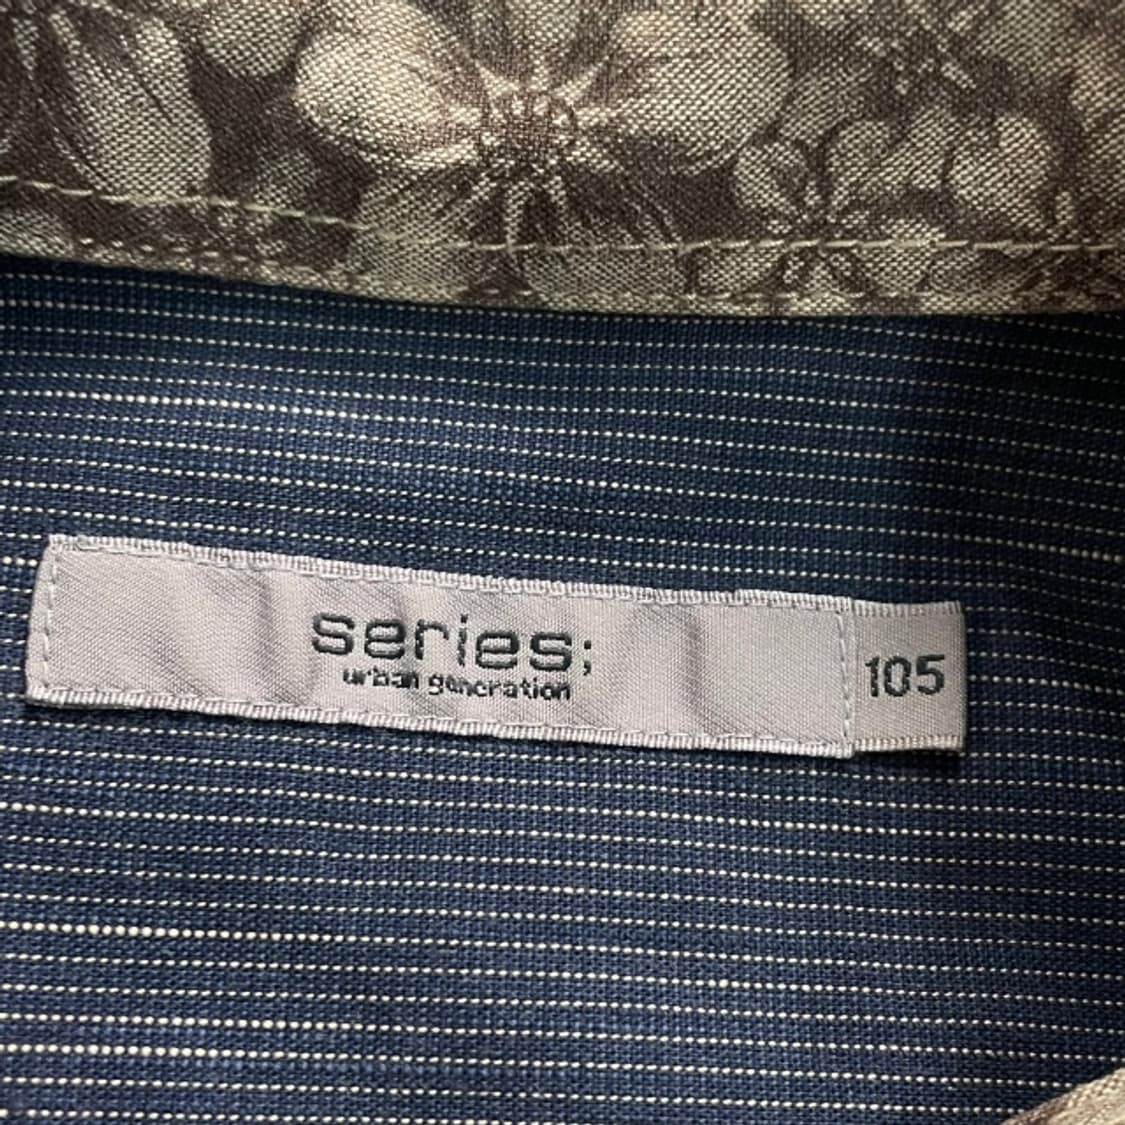 series;
urban generation
105